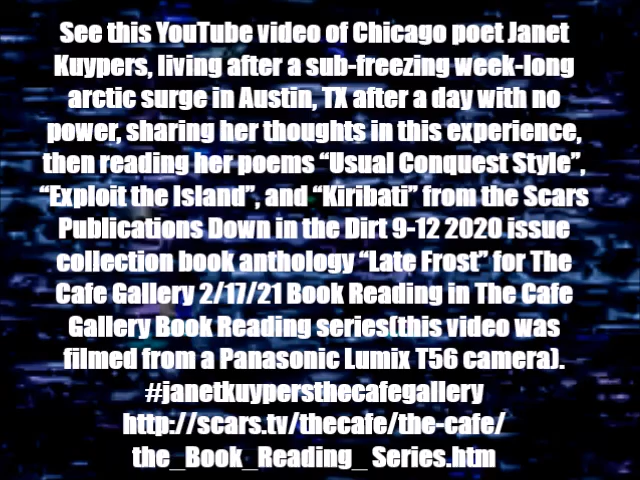 See this YouTube video of Chicago poet Janet
Kuypers, living after a sub-freezing week-long
arctic surge in Austin, TX after a day with no
power, sharing her thoughts in this experience,
then reading her poems “Usual Conquest Style”,
“Exploit the Island”, and “Kiribati” from the Scars
Publications Down in the Dirt 9-12 2020 issue
collection book anthology “Late Frost” for The
Cafe Gallery 2/17/21 Book Reading in The Cafe
Gallery Book Reading series(this video was
filmed from a Panasonic Lumix T56 camera).
#janetkuypersthecafegallery
http://scars.tv/thecafe/the-cafe/
the_Book_Reading_ Series.htm